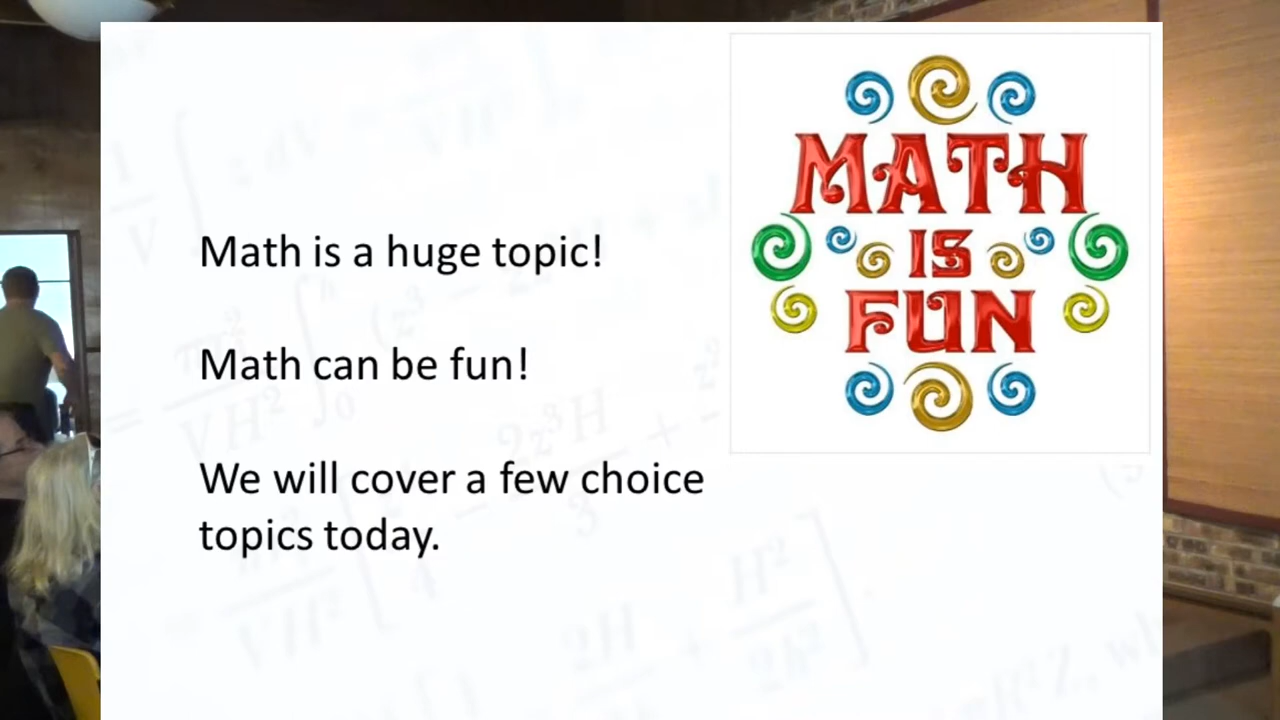 MATH
IS
FUN
Math is a huge topic!
Math can be fun!
We will cover a few choice
topics today.